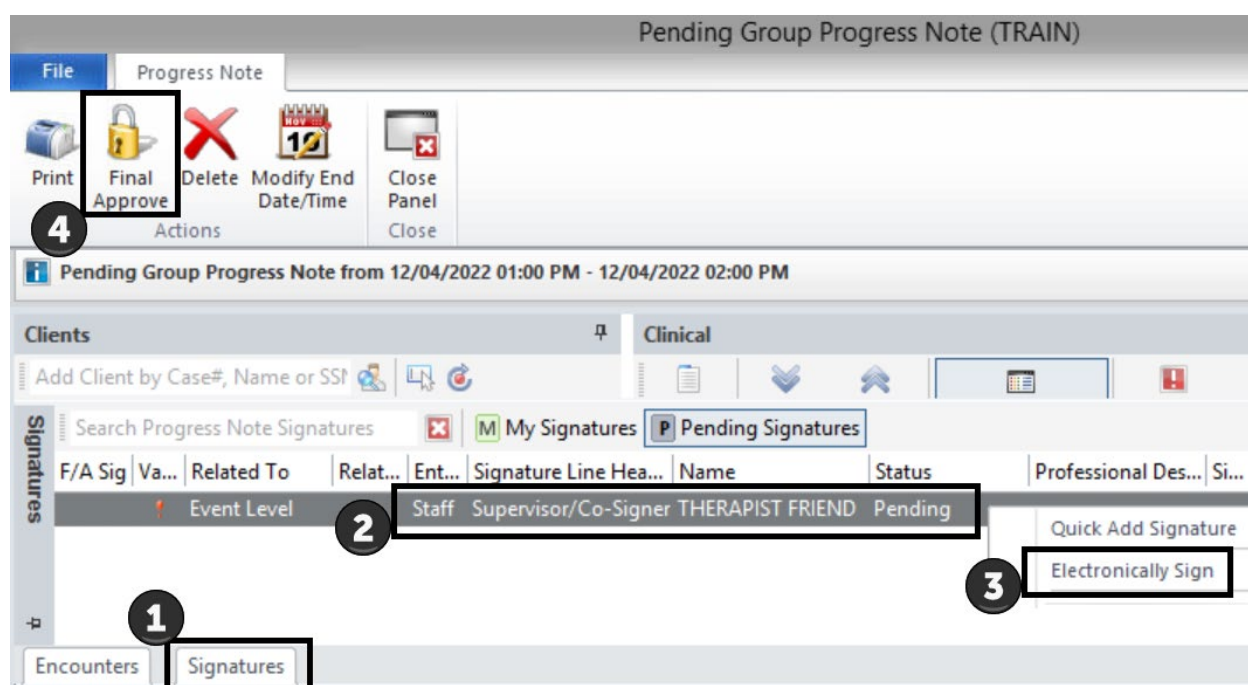 Pending Group Progress Note (TRAIN)
File Progress Note
Print Final Approve Delete Modify End Date/Time Close Panel
4 Actions Close
Pending Group Progress Note from 12/04/2022 01:00 PM - 12/04/2022 02:00 PM
Clients Clinical
Add Client by Case#, Name or SSN
Signatures
Search Progress Note Signatures M My Signatures P Pending Signatures
F/A Sig Va... Related To Relat... Ent... Signature Line Hea... Name Status Professional Des... Si...
Event Level 2 Staff Supervisor/Co-Signer THERAPIST FRIEND Pending
Quick Add Signature
3 Electronically Sign
1
Encounters Signatures